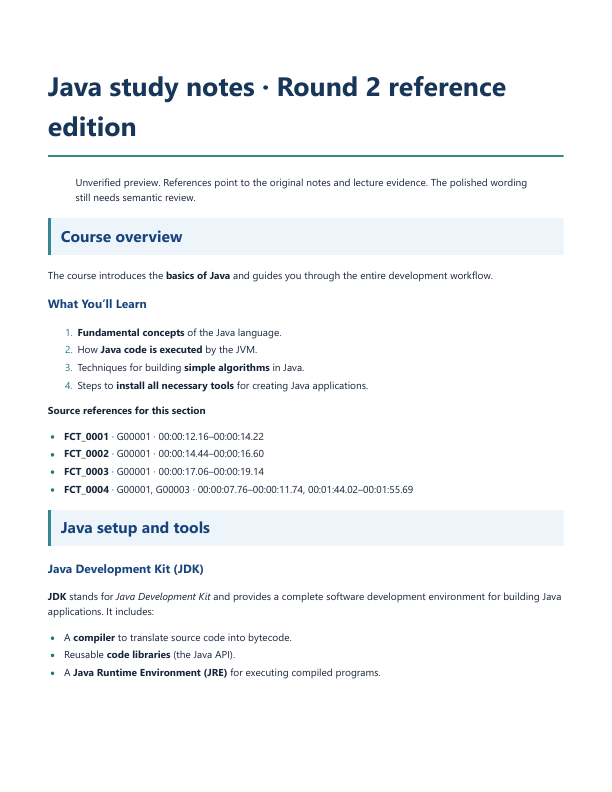 Java study notes · Round 2 reference
edition
Unverified preview. References point to the original notes and lecture evidence. The polished wording
still needs semantic review.
Course overview
The course introduces the basics of Java and guides you through the entire development workflow.
What You’ll Learn
1. Fundamental concepts of the Java language.
2. How Java code is executed by the JVM.
3. Techniques for building simple algorithms in Java.
4. Steps to install all necessary tools for creating Java applications.
Source references for this section
• FCT_0001 · G00001 · 00:00:12.16–00:00:14.22
• FCT_0002 · G00001 · 00:00:14.44–00:00:16.60
• FCT_0003 · G00001 · 00:00:17.06–00:00:19.14
• FCT_0004 · G00001, G00003 · 00:00:07.76–00:00:11.74, 00:01:44.02–00:01:55.69
Java setup and tools
Java Development Kit (JDK)
JDK stands for Java Development Kit and provides a complete software development environment for building Java
applications. It includes:
• A compiler to translate source code into bytecode.
• Reusable code libraries (the Java API).
• A Java Runtime Environment (JRE) for executing compiled programs.